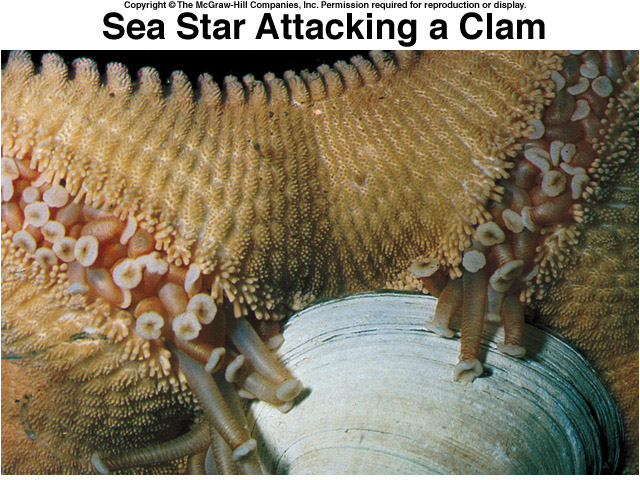 Copyright © The McGraw-Hill Companies, Inc. Permission required for reproduction or display.
Sea Star Attacking a Clam